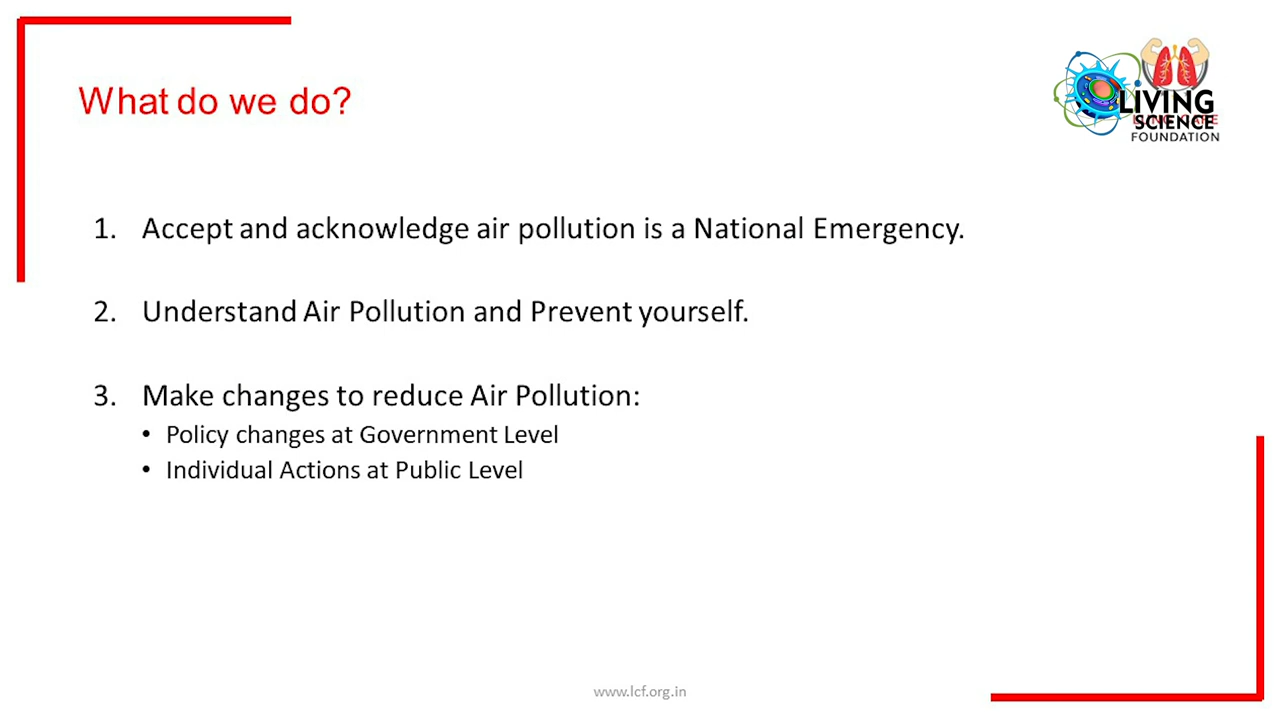 What do we do?
LIVING
SCIENCE
FOUNDATION
1. Accept and acknowledge air pollution is a National Emergency.
2. Understand Air Pollution and Prevent yourself.
3. Make changes to reduce Air Pollution:
• Policy changes at Government Level
• Individual Actions at Public Level
www.lcf.org.in